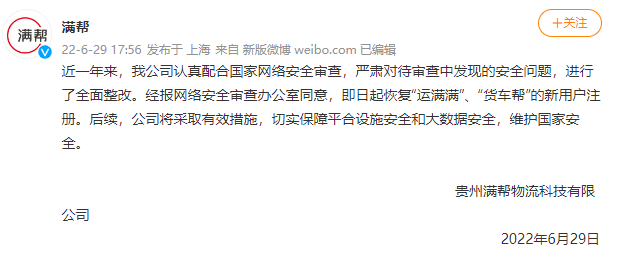 满帮
满帮
+关注
22-6-29 17:56 发布于 上海 来自 新版微博 weibo.com 已编辑
近一年来，我公司认真配合国家网络安全审查，严肃对待审查中发现的安全问题，进行
了全面整改。经报网络安全审查办公室同意，即日起恢复“运满满”、“货车帮”的新用户注
册。后续，公司将采取有效措施，切实保障平台设施安全和大数据安全，维护国家安
全。
贵州满帮物流科技有限
公司
2022年6月29日